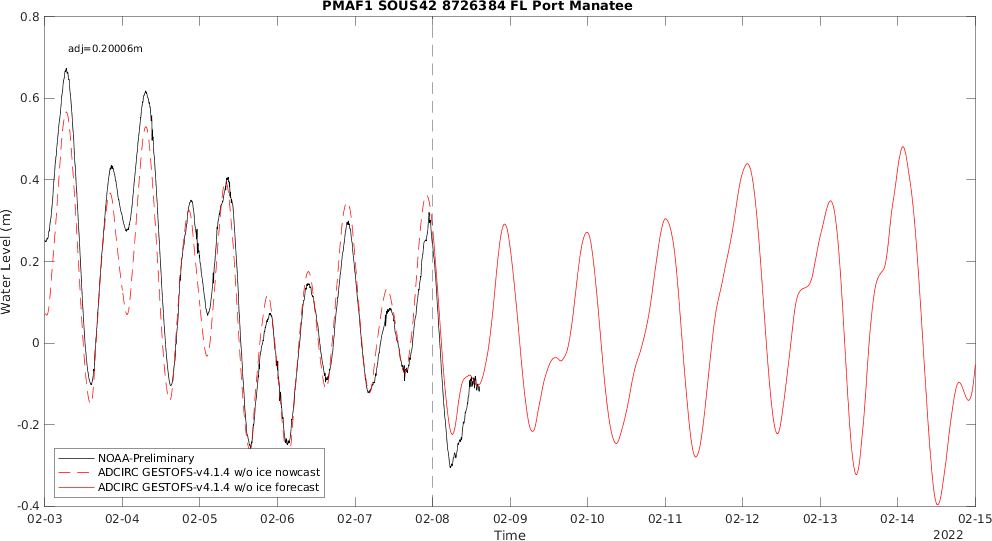 PMAF1 SOUS42 8726384 FL Port Manatee
adj=0.20006m
0.8
0.6
0.4
0.2
0
-0.2
-0.4
Water Level (m)
NOAA-Preliminary
ADCIRC GESTOFS-v4.1.4 w/o ice nowcast
ADCIRC GESTOFS-v4.1.4 w/o ice forecast
02-03 02-04 02-05 02-06 02-07 02-08 02-09 02-10 02-11 02-12 02-13 02-14 02-15
Time
2022